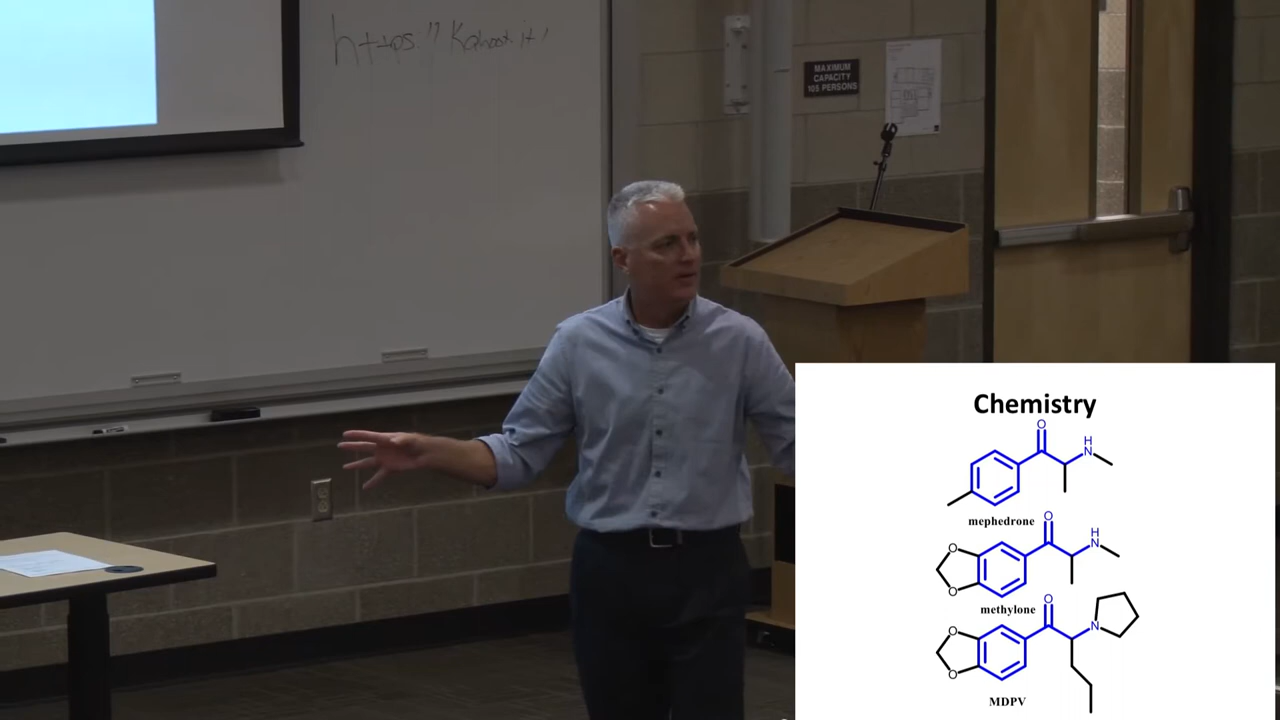 https:// Kahoot.it/
MAXIMUM
CAPACITY
105 PERSONS
Chemistry
O
H
N
mephedrone
O
H
N
O
O
methylone
O
N
O
O
MDPV